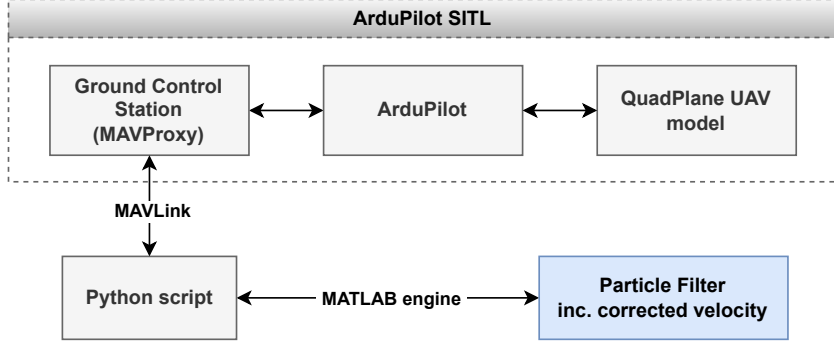 ArduPilot SITL
Ground Control
Station
(MAVProxy)
ArduPilot
QuadPlane UAV
model
MAVLink
Python script
MATLAB engine
Particle Filter
inc. corrected velocity